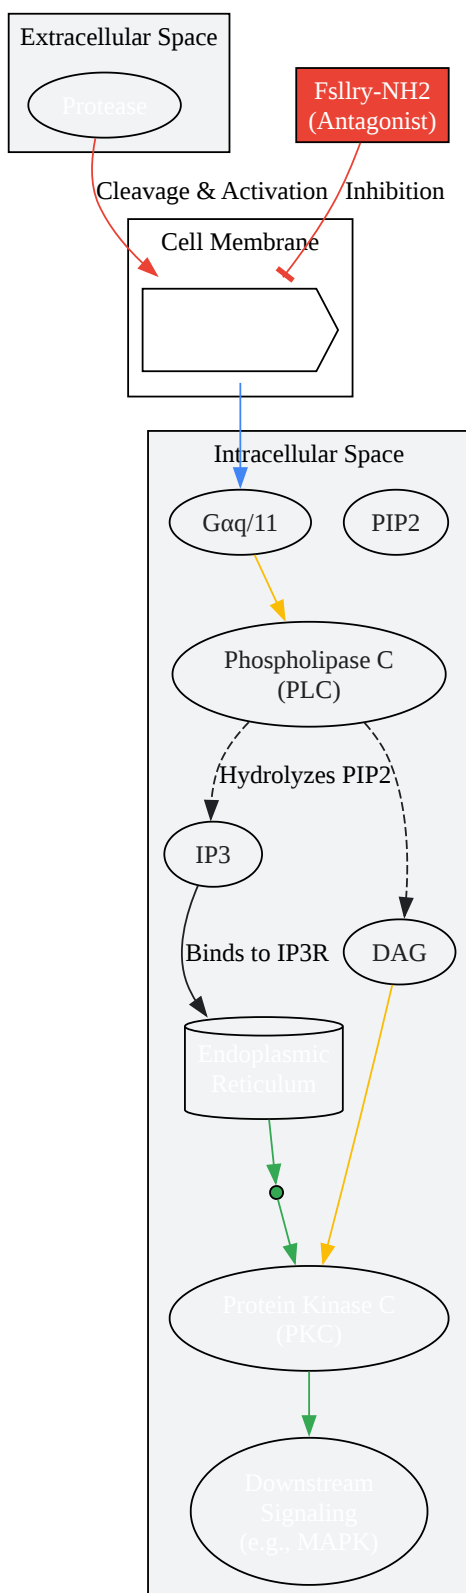 Extracellular Space
Protease
Fsllry-NH2
(Antagonist)
Cleavage & Activation
Inhibition
Cell Membrane
Intracellular Space
Gαq/11
PIP2
Phospholipase C
(PLC)
Hydrolyzes PIP2
IP3
Binds to IP3R
DAG
Endoplasmic
Reticulum
Protein Kinase C
(PKC)
Downstream
Signaling
(e.g., MAPK)